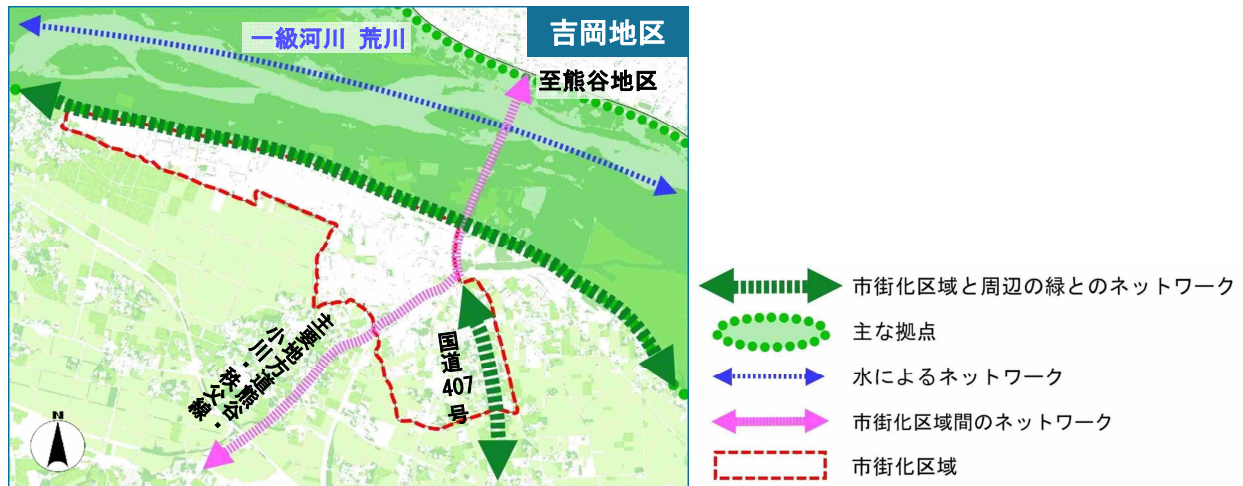 吉岡地区
一級河川 荒川
至熊谷地区
主要地方道熊谷・
小川・秩父線
国道
407
号
N
市街化区域と周辺の緑とのネットワーク
主な拠点
水によるネットワーク
市街化区域間のネットワーク
市街化区域